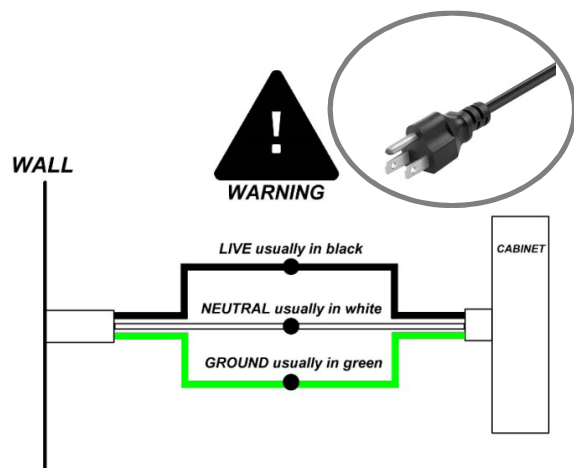 !
WARNING
WALL
LIVE usually in black
CABINET
NEUTRAL usually in white
GROUND usually in green